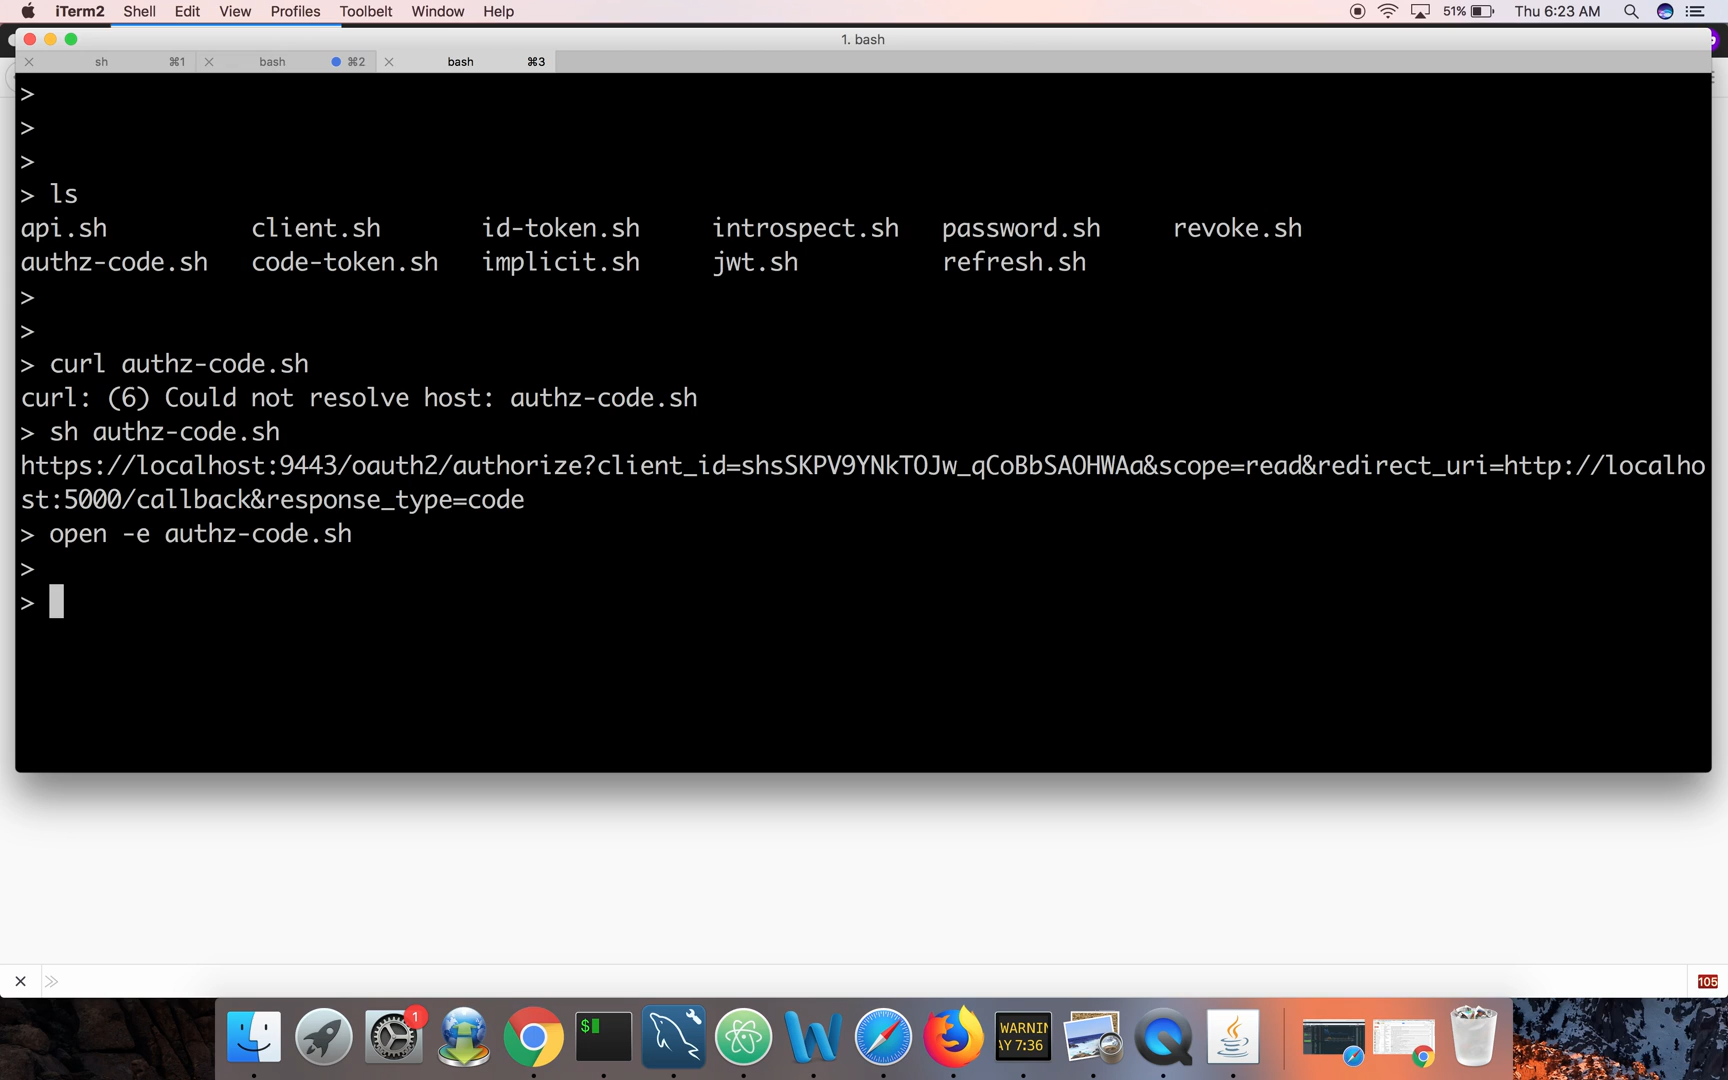 iTerm2 Shell Edit View Profiles Toolbelt Window Help 51% Thu 6:23 AM
1. bash
sh ⌘1 bash ⌘2 bash ⌘3
>
>
>
> ls
api.sh client.sh id-token.sh introspect.sh password.sh revoke.sh
authz-code.sh code-token.sh implicit.sh jwt.sh refresh.sh
>
>
> curl authz-code.sh
curl: (6) Could not resolve host: authz-code.sh
> sh authz-code.sh
https://localhost:9443/oauth2/authorize?client_id=shsSKPV9YNkTOJw_qCoBbSAOHWAa&scope=read&redirect_uri=http://localho
st:5000/callback&response_type=code
> open -e authz-code.sh
>
>
105
1
$
WARNIN
AY 7:36